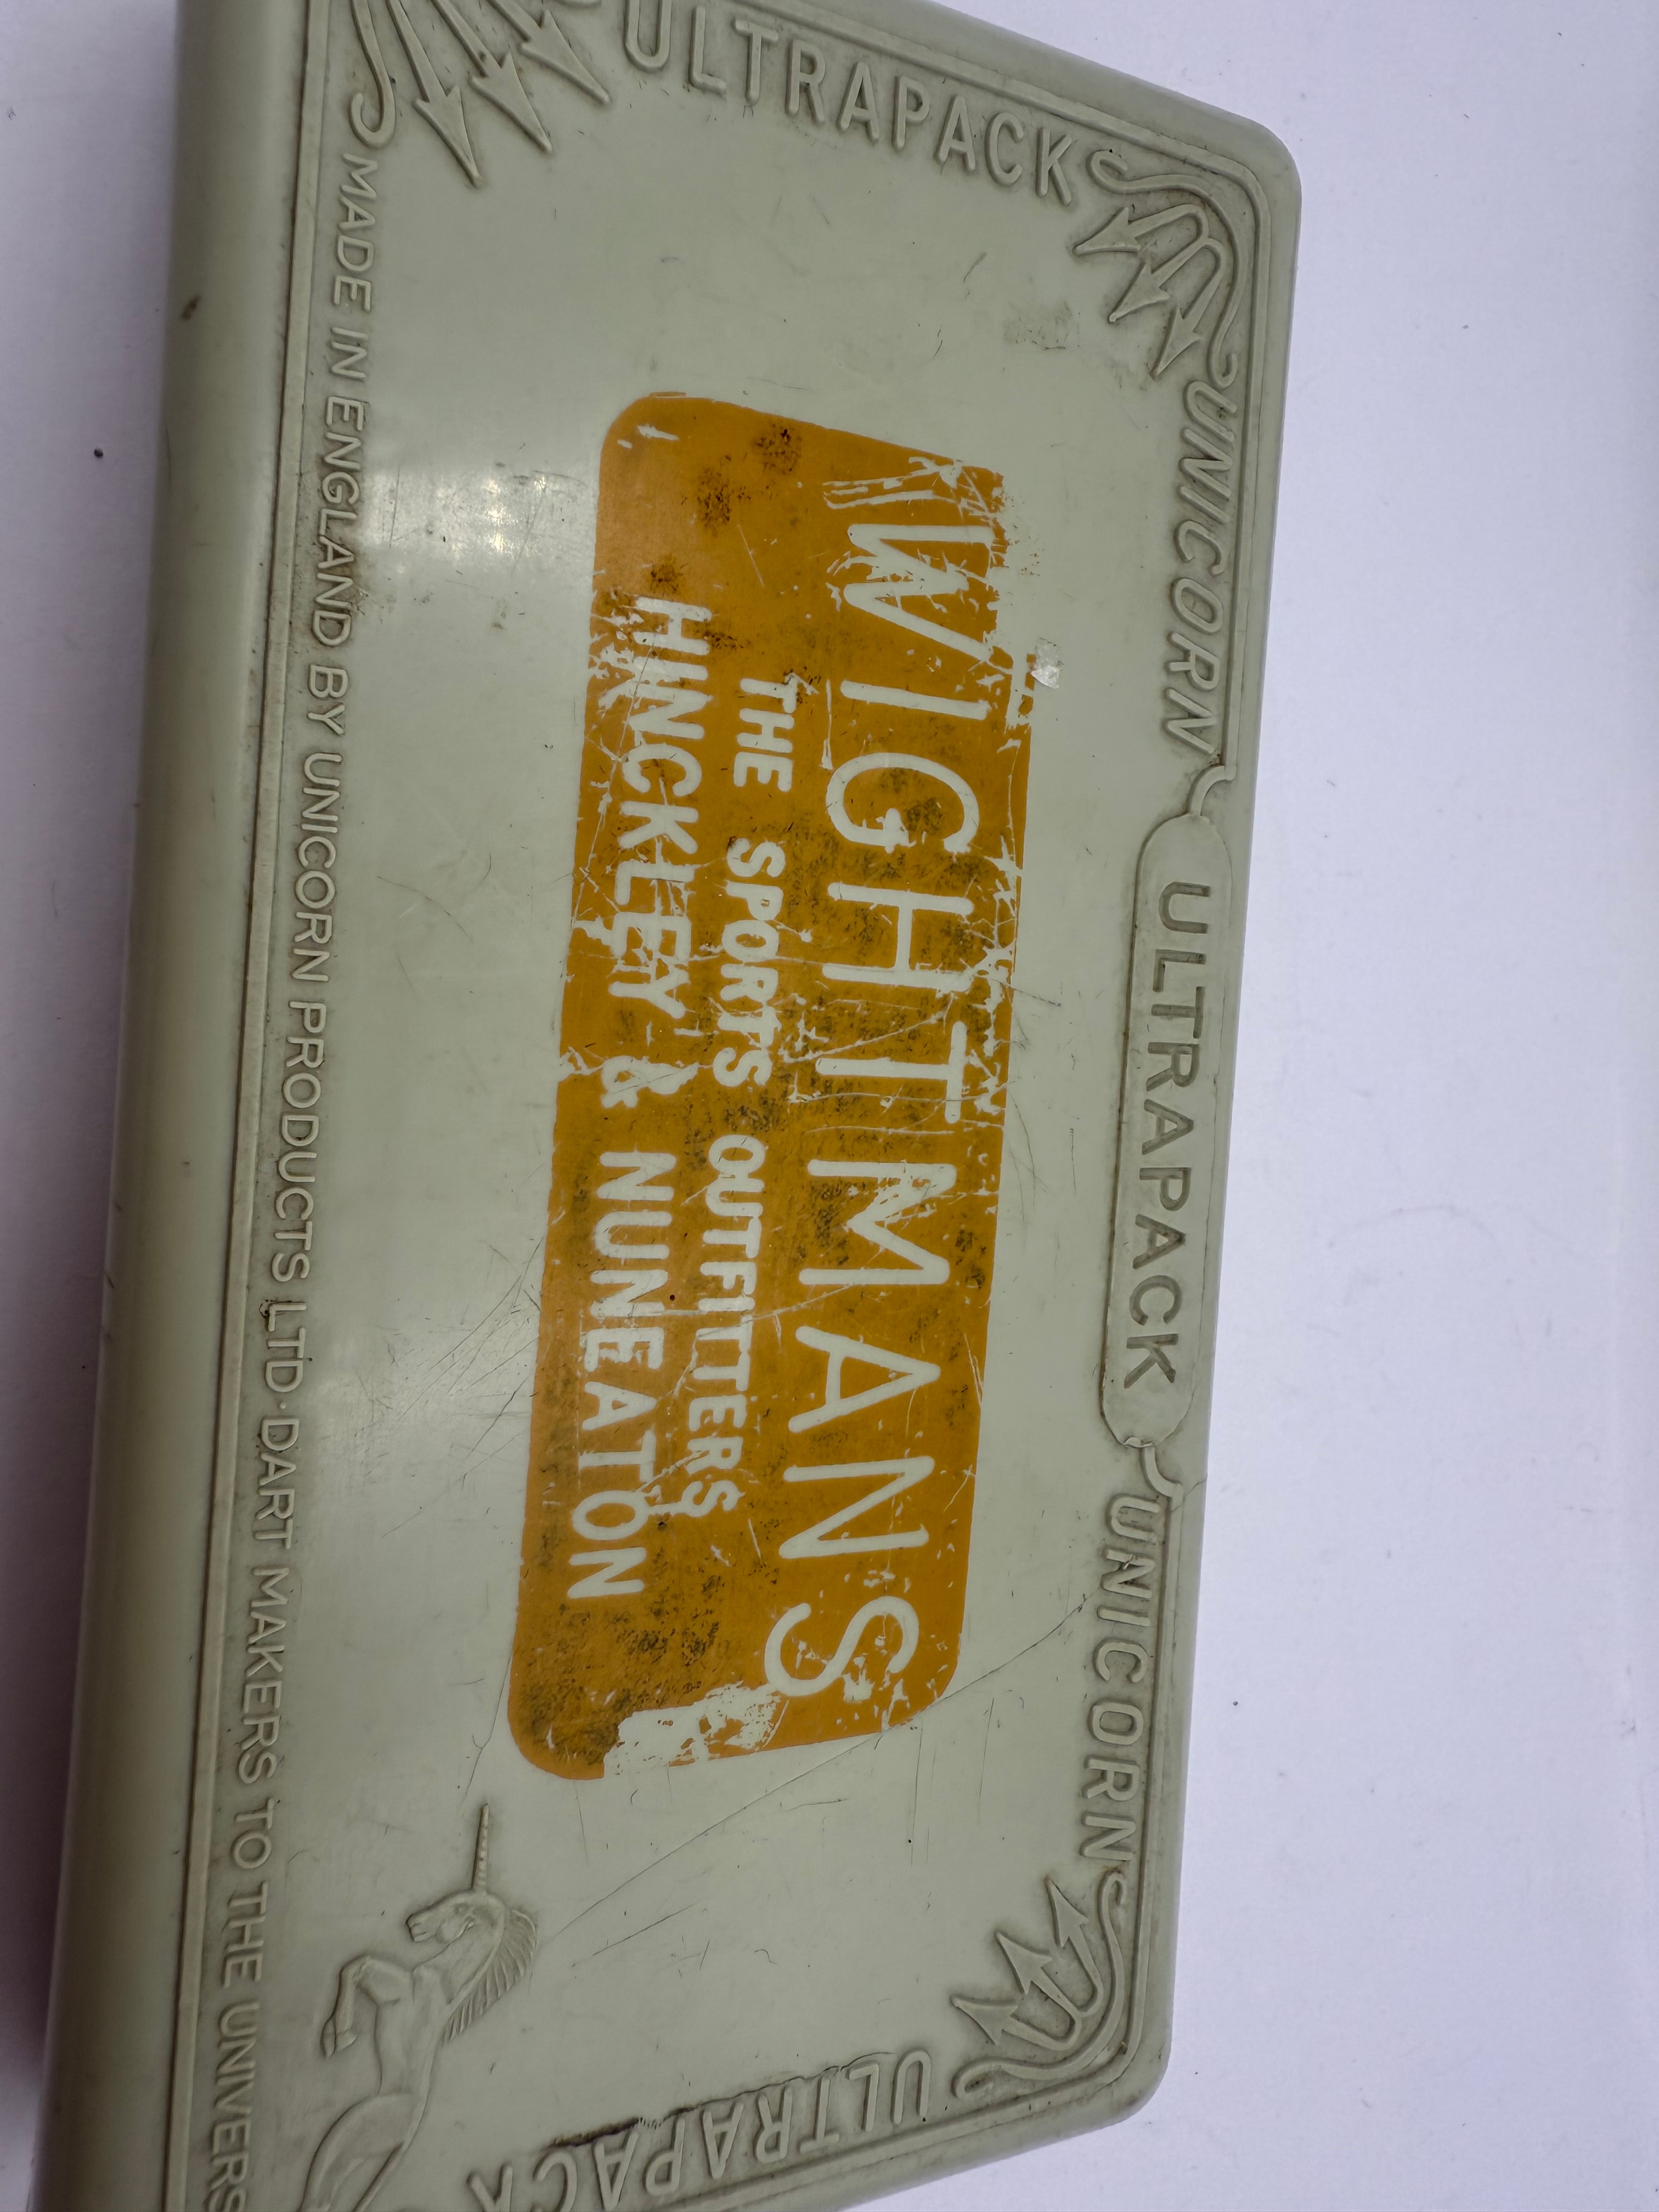 ULTRAPACK
UNICORN
ULTRAPACK
UNICORN
WIGHTMANS
THE SPORTS OUTFITTERS
HINCKLEY & NUNEATON
ULTRAPACK
MADE IN ENGLAND BY UNICORN PRODUCTS LTD·DART MAKERS TO THE UNIVERS